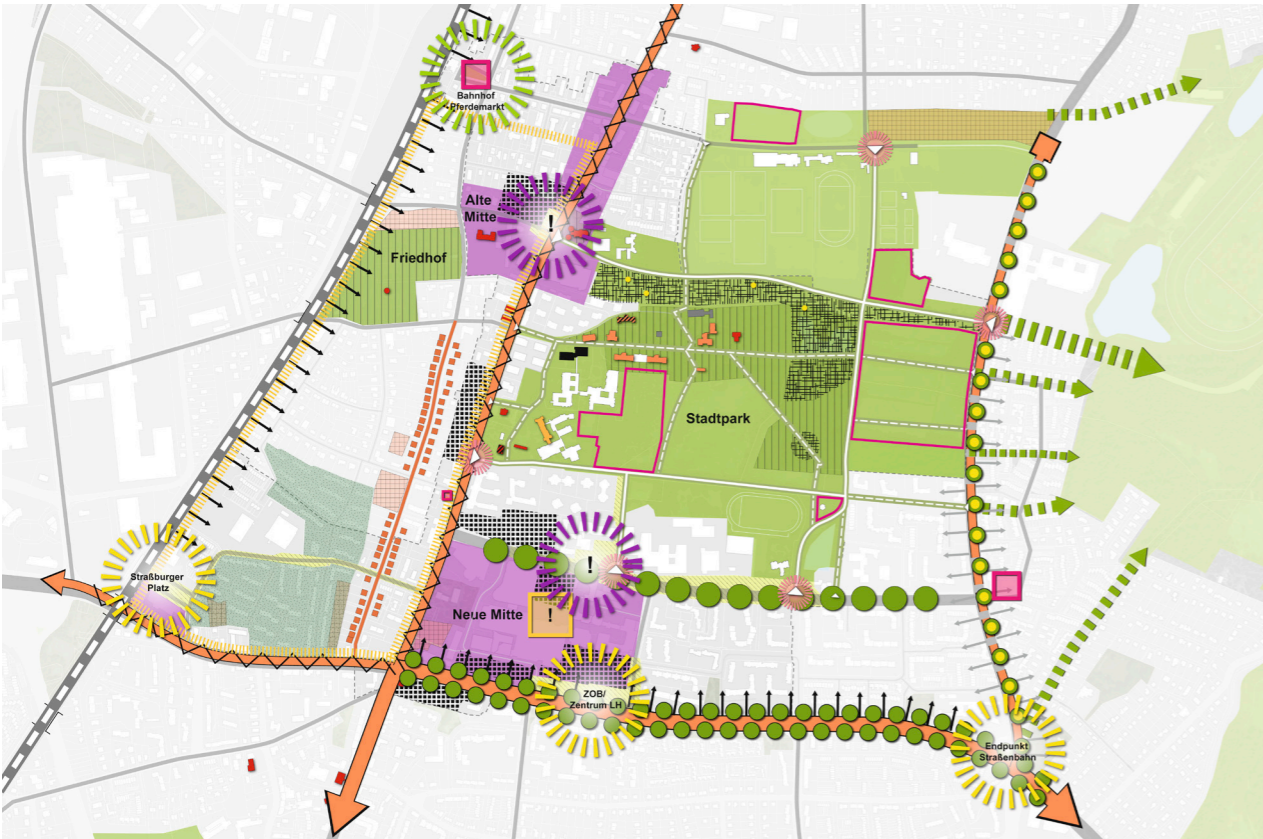 Bahnhof
Pferdemarkt
Alte
Mitte
!
Friedhof
Stadtpark
Straßburger
Platz
!
Neue Mitte
!
ZOB/
Zentrum LH
Endpunkt
Straßenbahn